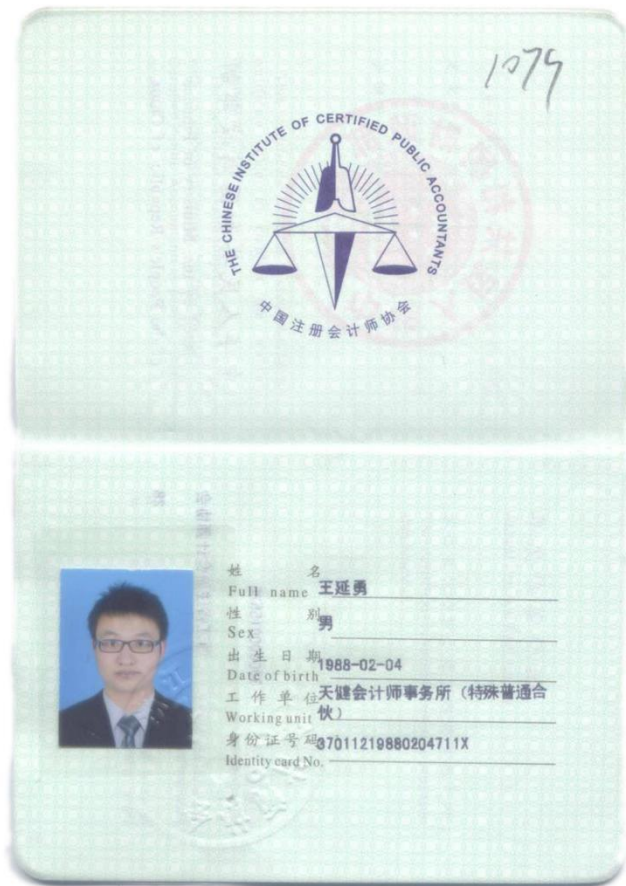 1079
THE CHINESE INSTITUTE OF CERTIFIED PUBLIC ACCOUNTANTS
中国注册会计师协会
姓 名
Full name 王延勇
性 别
Sex 男
出生日期
Date of birth 1988-02-04
工作单位 天健会计师事务所（特殊普通合
Working unit 伙）
身份证号码 37011219880204711X
Identity card No.